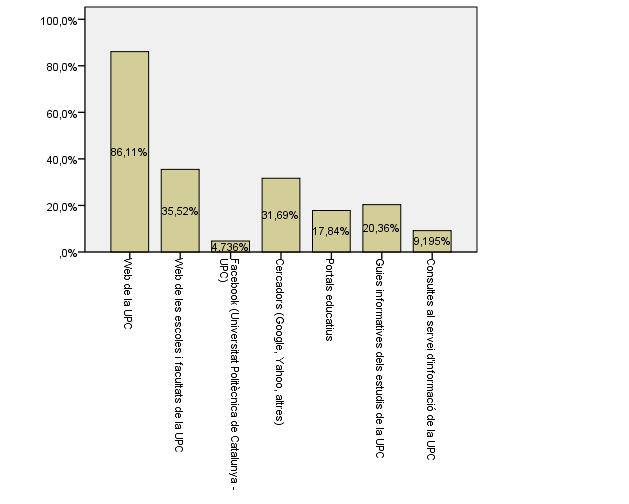 100,0%
80,0%
60,0%
40,0%
20,0%
,0%
86,11%
35,52%
4,736%
31,69%
17,84%
20,36%
9,195%
Web de la UPC
Web de les escoles i facultats de la UPC
Facebook (Universitat Politècnica de Catalunya -
UPC)
Cercadors (Google, Yahoo, altres)
Portals educatius
Guies informatives dels estudis de la UPC
Consultes al servei d'informació de la UPC